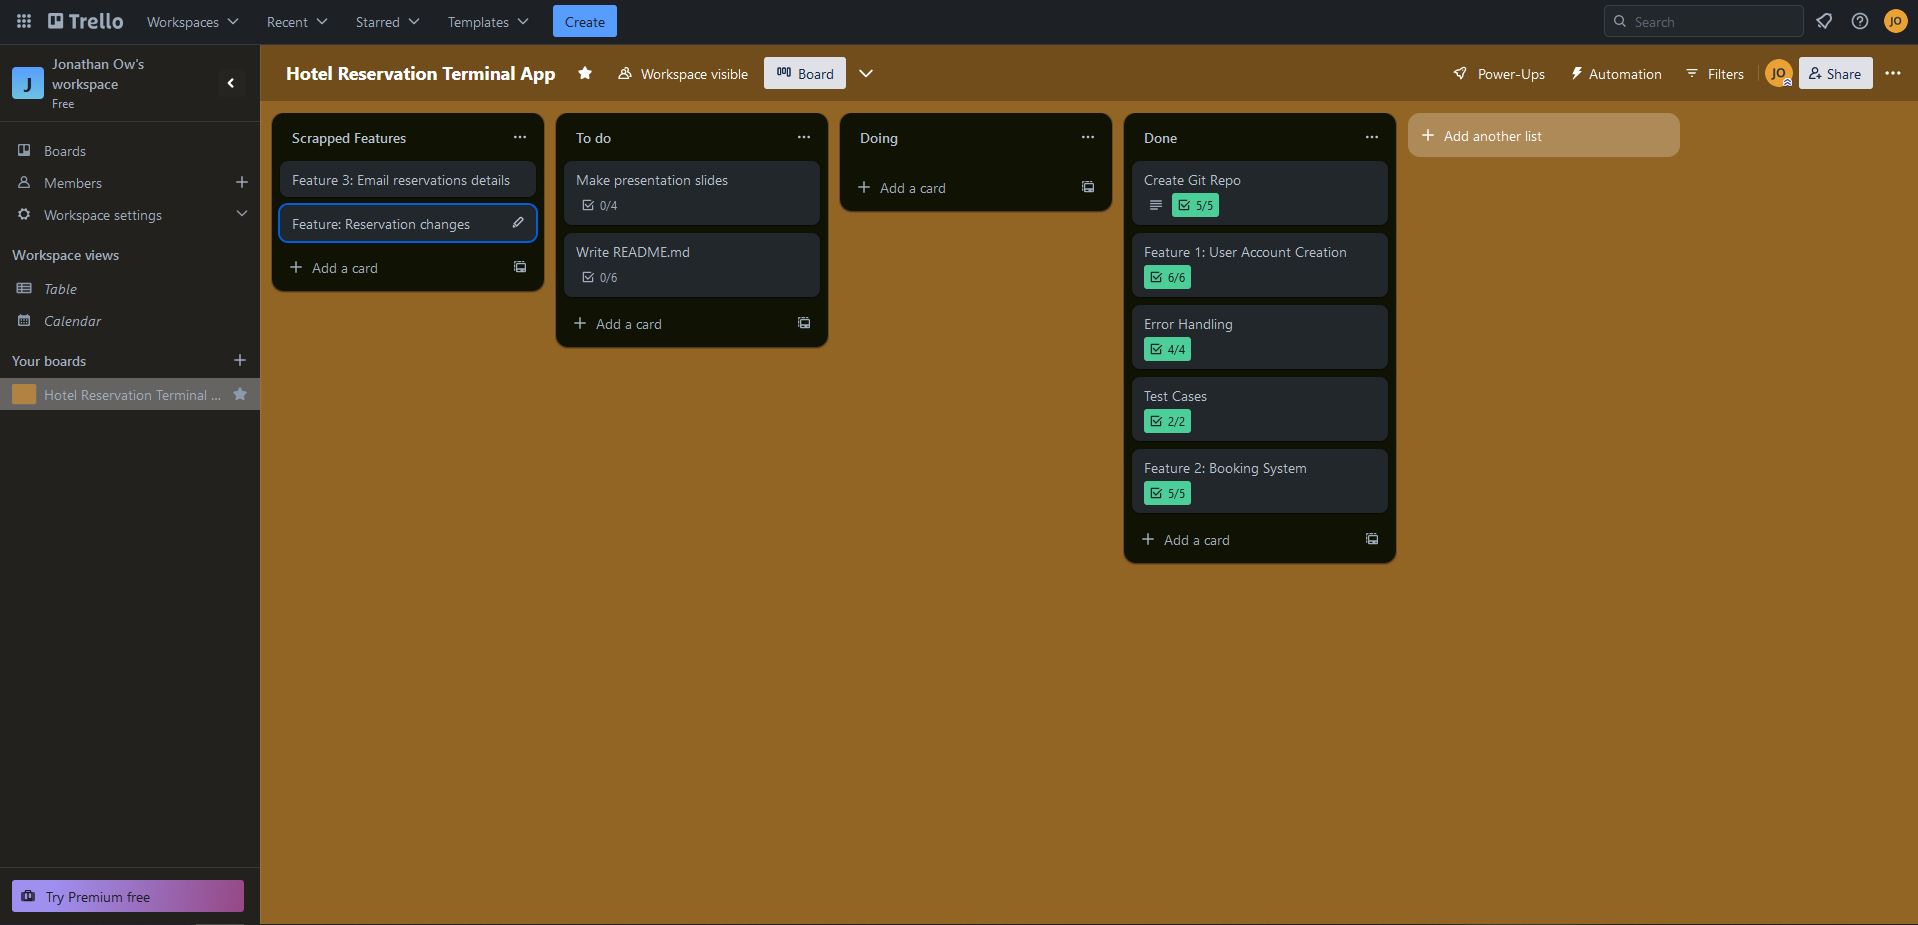 Trello Workspaces Recent Starred Templates Create Search JO
J Jonathan Ow's
workspace
Free
Hotel Reservation Terminal App Workspace visible Board Power-Ups Automation Filters JO Share
Boards
Members
Workspace settings
Workspace views
Table
Calendar
Your boards
Hotel Reservation Terminal ...
Try Premium free
Scrapped Features
Feature 3: Email reservations details
Feature: Reservation changes
Add a card
To do
Make presentation slides
0/4
Write README.md
0/6
Add a card
Doing
Add a card
Done
Create Git Repo
5/5
Feature 1: User Account Creation
6/6
Error Handling
4/4
Test Cases
2/2
Feature 2: Booking System
5/5
Add a card
Add another list